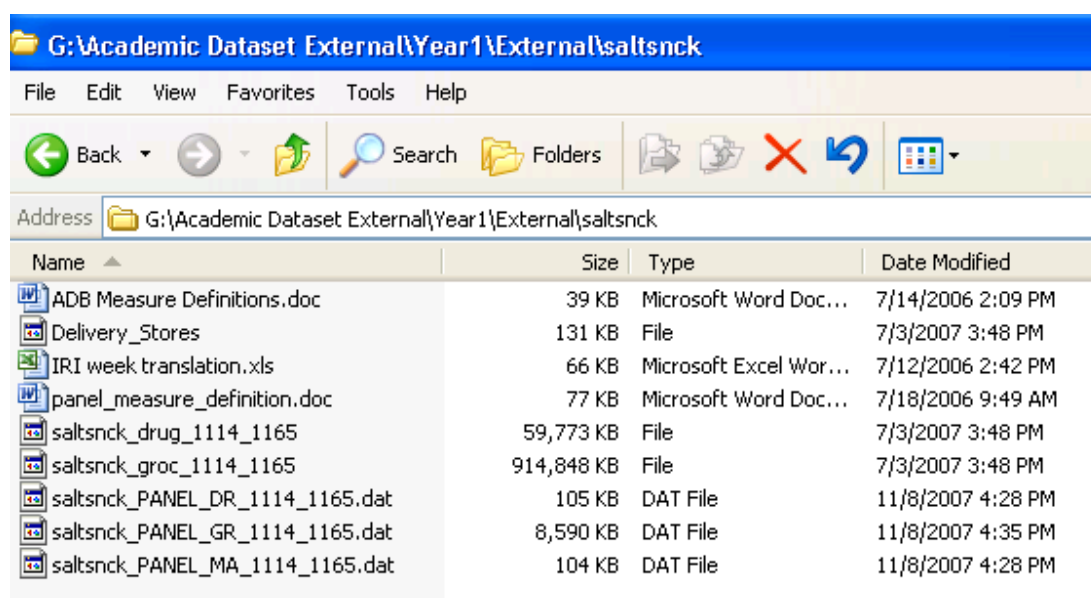 G:\Academic Dataset External\Year1\External\saltsnck
File Edit View Favorites Tools Help
Back Search Folders
Address G:\Academic Dataset External\Year1\External\saltsnck
Name Size Type Date Modified
ADB Measure Definitions.doc 39 KB Microsoft Word Doc... 7/14/2006 2:09 PM
Delivery_Stores 131 KB File 7/3/2007 3:48 PM
IRI week translation.xls 66 KB Microsoft Excel Wor... 7/12/2006 2:42 PM
panel_measure_definition.doc 77 KB Microsoft Word Doc... 7/18/2006 9:49 AM
saltsnck_drug_1114_1165 59,773 KB File 7/3/2007 3:48 PM
saltsnck_groc_1114_1165 914,848 KB File 7/3/2007 3:48 PM
saltsnck_PANEL_DR_1114_1165.dat 105 KB DAT File 11/8/2007 4:28 PM
saltsnck_PANEL_GR_1114_1165.dat 8,590 KB DAT File 11/8/2007 4:35 PM
saltsnck_PANEL_MA_1114_1165.dat 104 KB DAT File 11/8/2007 4:28 PM